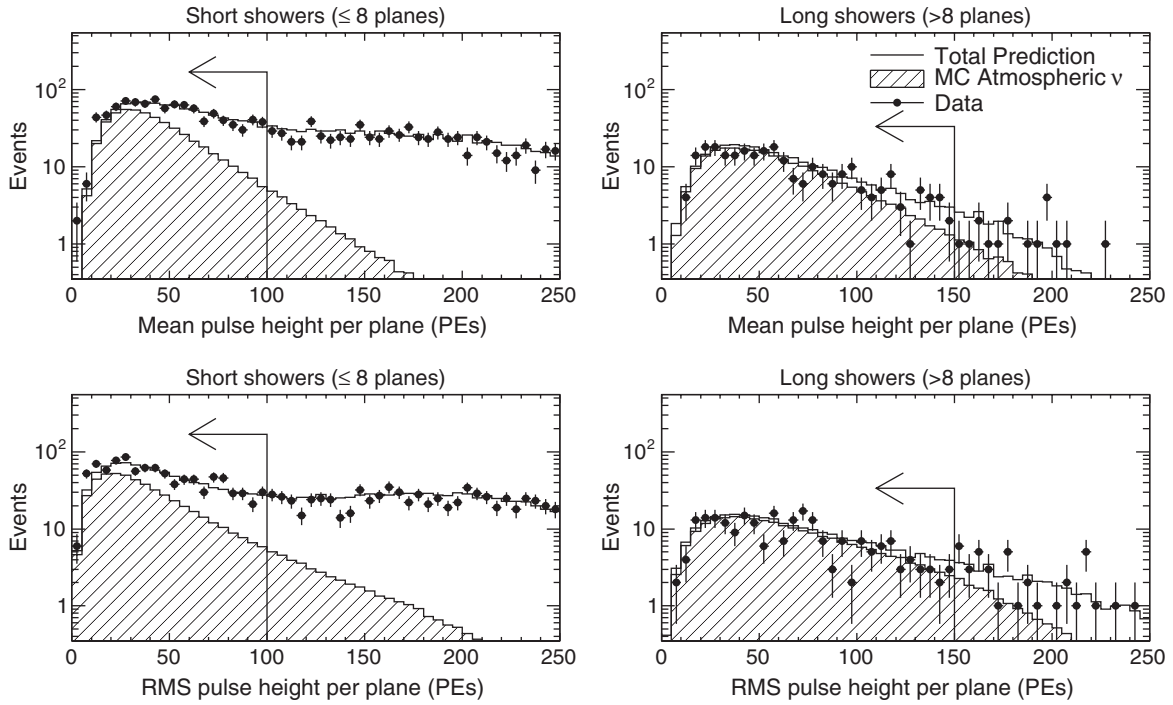 Short showers (≤ 8 planes)
Events
10²
10
1
0 50 100 150 200 250
Mean pulse height per plane (PEs)
Long showers (>8 planes)
Total Prediction
MC Atmospheric ν
Data
Events
10²
10
1
0 50 100 150 200 250
Mean pulse height per plane (PEs)
Short showers (≤ 8 planes)
Events
10²
10
1
0 50 100 150 200 250
RMS pulse height per plane (PEs)
Long showers (>8 planes)
Events
10²
10
1
0 50 100 150 200 250
RMS pulse height per plane (PEs)